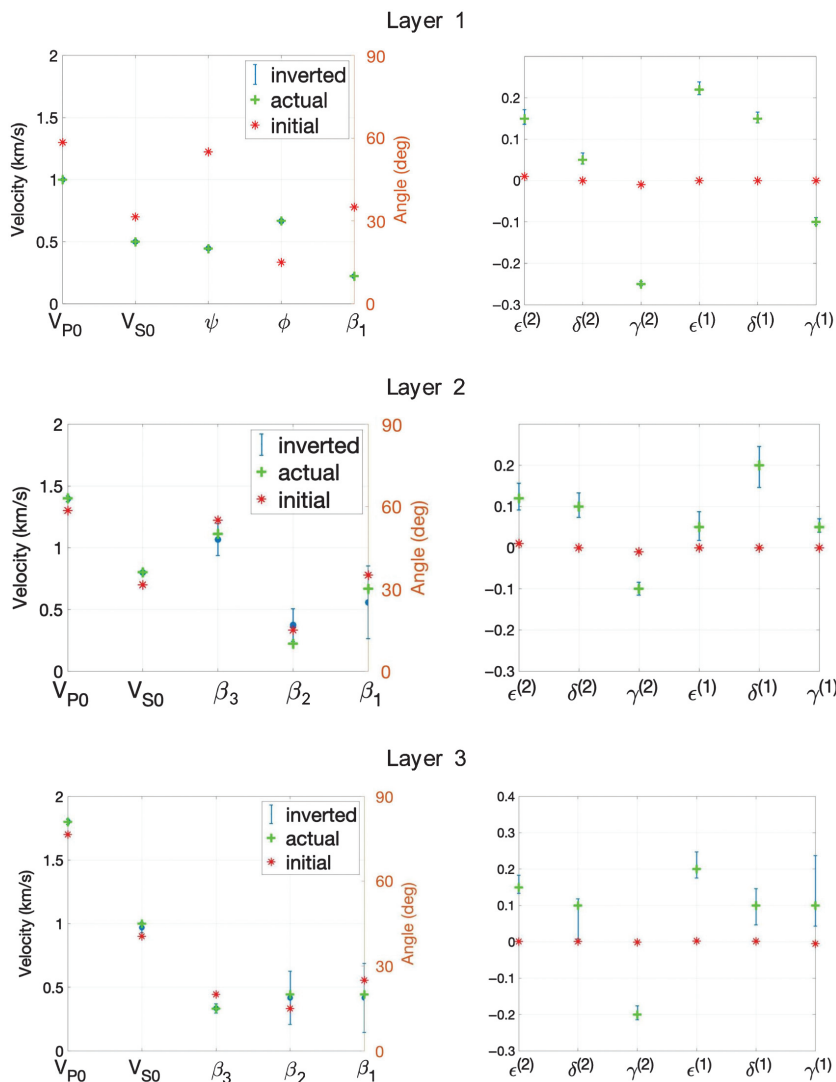 Layer 1
2
1.5
1
0.5
0
Velocity (km/s)
90
60
30
0
Angle (deg)
inverted
actual
initial
V_P0 V_S0 ψ ϕ β_1
0.2
0.1
0
−0.1
−0.2
−0.3
ϵ^(2) δ^(2) γ^(2) ϵ^(1) δ^(1) γ^(1)
Layer 2
2
1.5
1
0.5
0
Velocity (km/s)
90
60
30
0
Angle (deg)
inverted
actual
initial
V_P0 V_S0 β_3 β_2 β_1
0.2
0.1
0
−0.1
−0.2
−0.3
ϵ^(2) δ^(2) γ^(2) ϵ^(1) δ^(1) γ^(1)
Layer 3
2
1.5
1
0.5
0
Velocity (km/s)
90
60
30
0
Angle (deg)
inverted
actual
initial
V_P0 V_S0 β_3 β_2 β_1
0.4
0.3
0.2
0.1
0
−0.1
−0.2
−0.3
ϵ^(2) δ^(2) γ^(2) ϵ^(1) δ^(1) γ^(1)